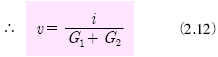 ∴ v = i / (G₁ + G₂) (2.12)